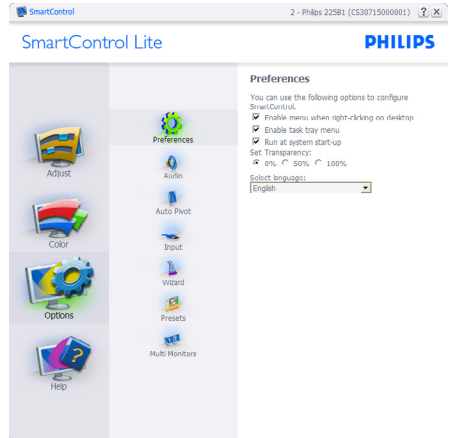 SmartControl
2 - Philips 225B1 (CS30715000001)
SmartControl Lite
PHILIPS
Adjust
Color
Options
Help
Preferences
Audio
Auto Pivot
Input
Wizard
Presets
Multi Monitors
Preferences
You can use the following options to configure
SmartControl.
Enable menu when right-clicking on desktop
Enable task tray menu
Run at system start-up
Set Transparency:
0% 50% 100%
Select language:
English